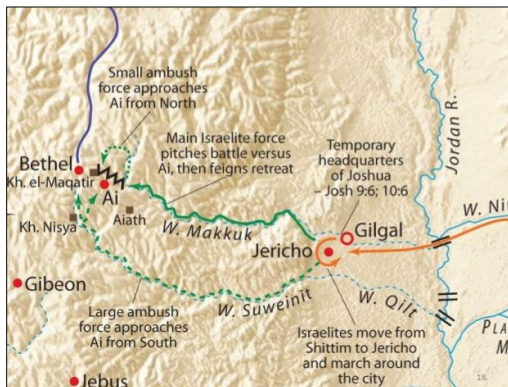 Small ambush
force approaches
Ai from North
Main Israelite force
pitches battle versus
Ai, then feigns retreat
Temporary
headquarters
of Joshua
– Josh 9:6; 10:6
Jordan R.
Bethel
Kh. el-Maqatir
Ai
Aiath
Kh. Nisya
W. Makkuk
Gilgal
W. Ni
Jericho
Gibeon
Large ambush
force approaches
Ai from South
W. Suweinit
W. Qilt
Israelites move from
Shittim to Jericho
and march around
the city
PLA
M
Jebus
18